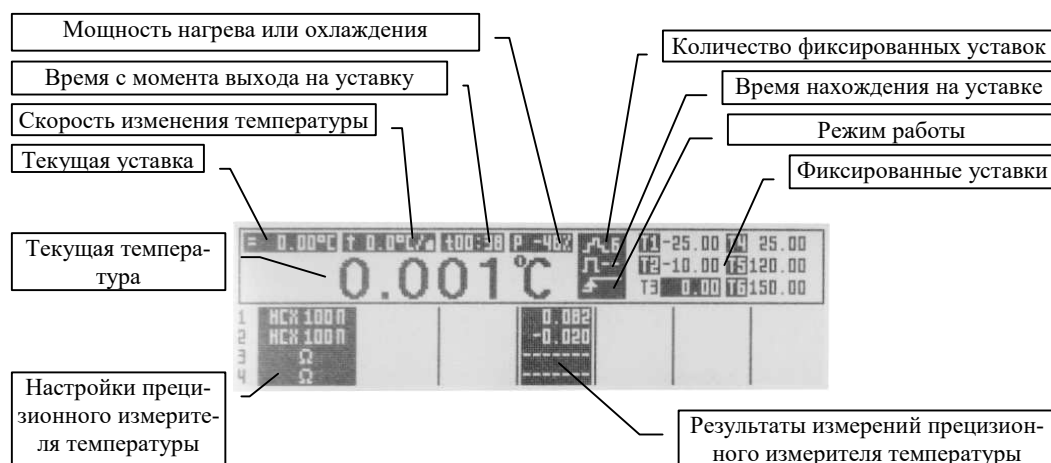 Мощность нагрева или охлаждения
Время с момента выхода на уставку
Скорость изменения температуры
Текущая уставка
Текущая темпера-
тура
Настройки преци-
зионного измерите-
ля температуры
Количество фиксированных уставок
Время нахождения на уставке
Режим работы
Фиксированные уставки
= 0.00°C 0.0°C/ t00: P
0.001°C
6
--
T1 -25.00 T4 25.00
T2 -10.00 T5 120.00
T3 0.00 T6 150.00
1 НСХ 100П 0.082
2 НСХ 100П -0.020
3 Ω -------
4 Ω -------
Результаты измерений прецизион-
ного измерителя температуры